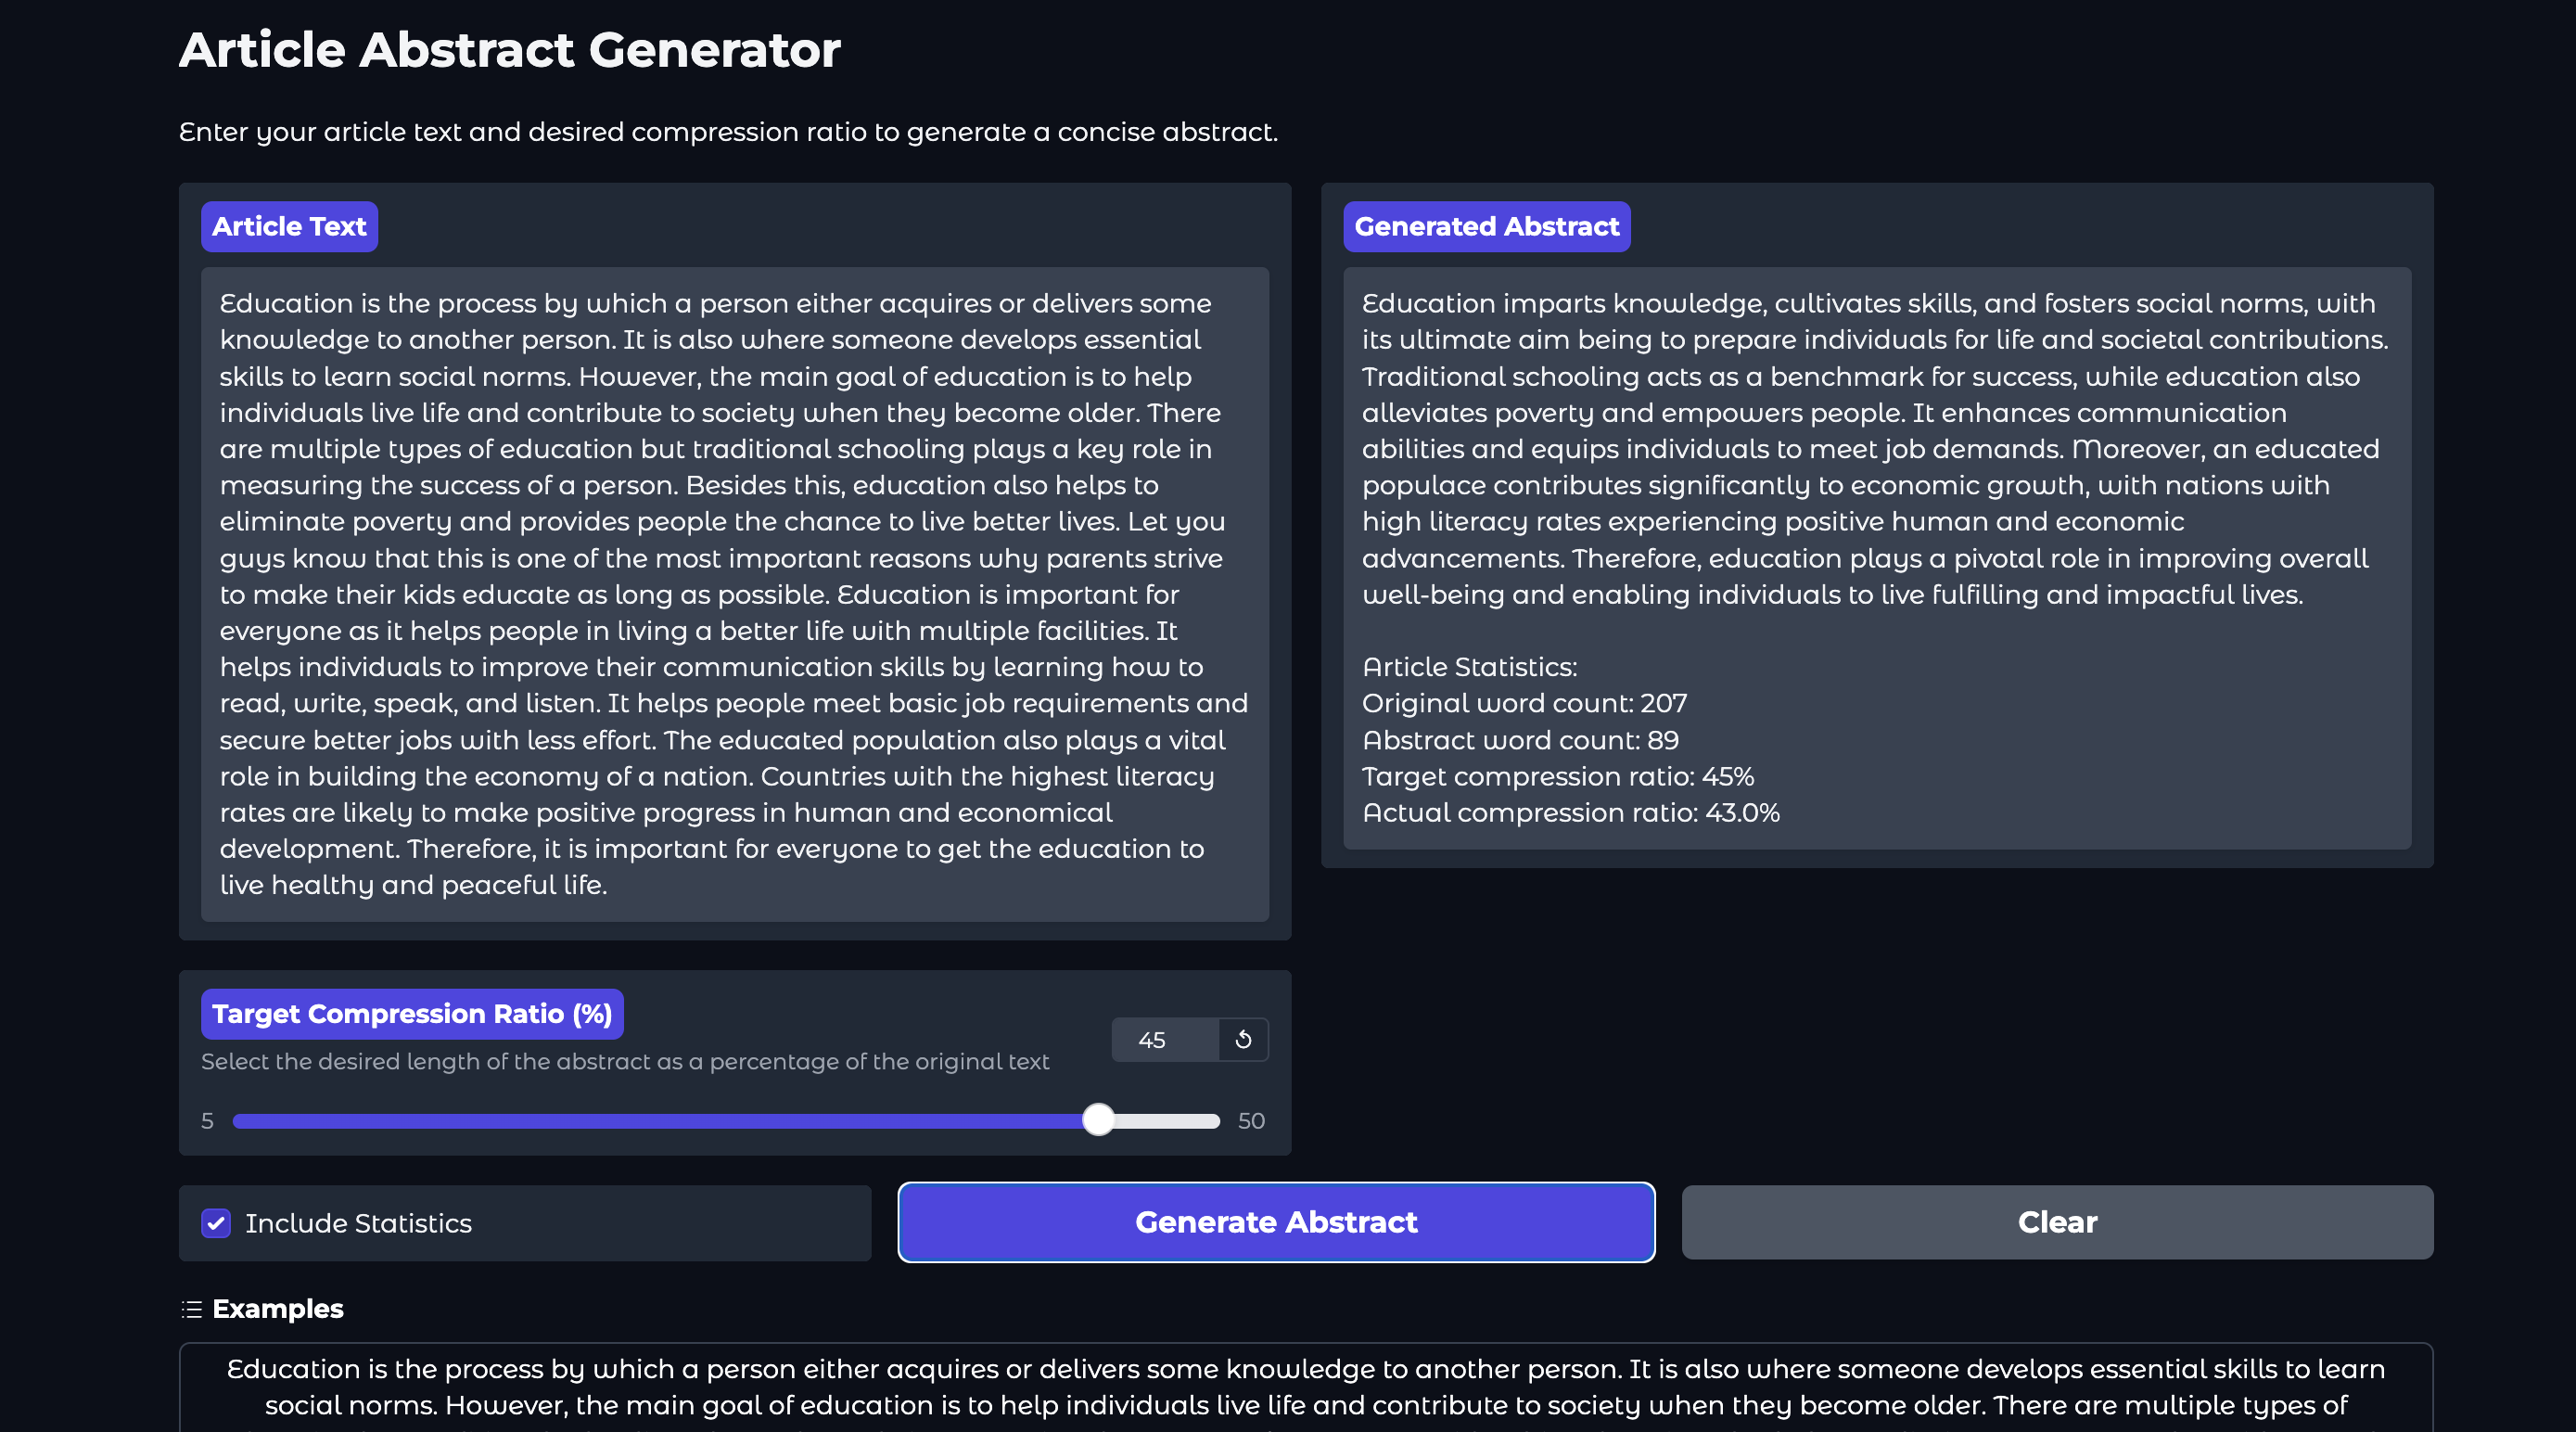 Article Abstract Generator
Enter your article text and desired compression ratio to generate a concise abstract.
Article Text
Education is the process by which a person either acquires or delivers some
knowledge to another person. It is also where someone develops essential
skills to learn social norms. However, the main goal of education is to help
individuals live life and contribute to society when they become older. There
are multiple types of education but traditional schooling plays a key role in
measuring the success of a person. Besides this, education also helps to
eliminate poverty and provides people the chance to live better lives. Let you
guys know that this is one of the most important reasons why parents strive
to make their kids educate as long as possible. Education is important for
everyone as it helps people in living a better life with multiple facilities. It
helps individuals to improve their communication skills by learning how to
read, write, speak, and listen. It helps people meet basic job requirements and
secure better jobs with less effort. The educated population also plays a vital
role in building the economy of a nation. Countries with the highest literacy
rates are likely to make positive progress in human and economical
development. Therefore, it is important for everyone to get the education to
live healthy and peaceful life.
Generated Abstract
Education imparts knowledge, cultivates skills, and fosters social norms, with
its ultimate aim being to prepare individuals for life and societal contributions.
Traditional schooling acts as a benchmark for success, while education also
alleviates poverty and empowers people. It enhances communication
abilities and equips individuals to meet job demands. Moreover, an educated
populace contributes significantly to economic growth, with nations with
high literacy rates experiencing positive human and economic
advancements. Therefore, education plays a pivotal role in improving overall
well-being and enabling individuals to live fulfilling and impactful lives.
Article Statistics:
Original word count: 207
Abstract word count: 89
Target compression ratio: 45%
Actual compression ratio: 43.0%
Target Compression Ratio (%)
45
Select the desired length of the abstract as a percentage of the original text
5
50
Include Statistics
Generate Abstract
Clear
Examples
Education is the process by which a person either acquires or delivers some knowledge to another person. It is also where someone develops essential skills to learn
social norms. However, the main goal of education is to help individuals live life and contribute to society when they become older. There are multiple types of